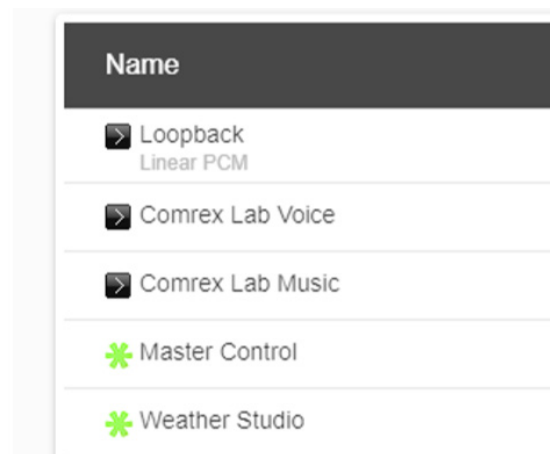 Name
Loopback
Linear PCM
Comrex Lab Voice
Comrex Lab Music
Master Control
Weather Studio